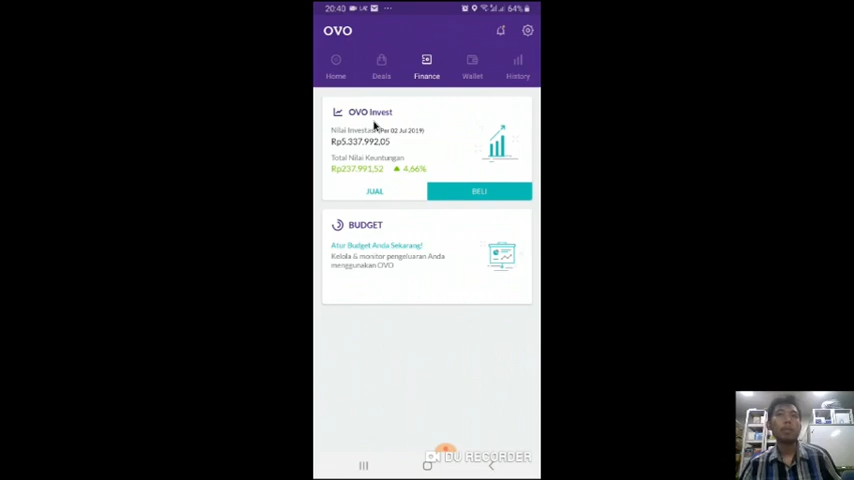 20:40 64%
OVO
Home Deals Finance Wallet History
OVO Invest
Nilai Investasi (Per 02 Jul 2019)
Rp5.337.992,05
Total Nilai Keuntungan
Rp237.991,52 4,66%
JUAL BELI
BUDGET
Atur Budget Anda Sekarang!
Kelola & monitor pengeluaran Anda
menggunakan OVO
DU RECORDER